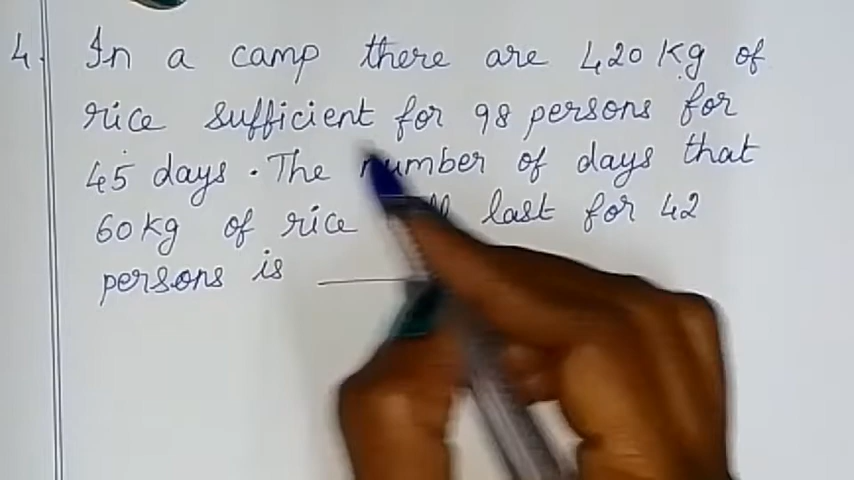 4. In a camp there are 420 kg of
rice sufficient for 98 persons for
45 days. The number of days that
60 kg of rice last for 42
persons is